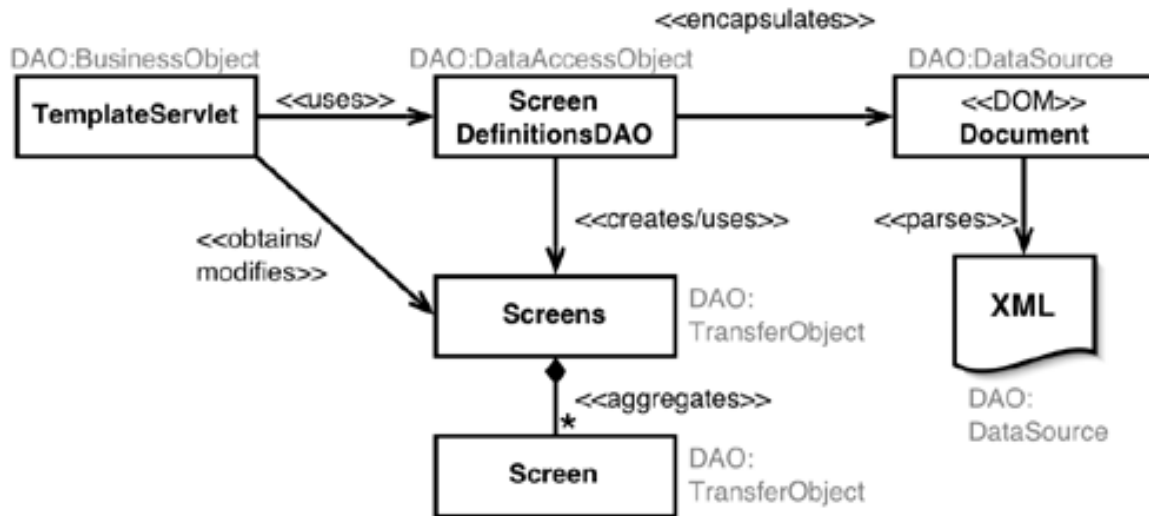 <<encapsulates>>
DAO:BusinessObject
DAO:DataAccessObject
DAO:DataSource
TemplateServlet
<<uses>>
Screen
DefinitionsDAO
<<DOM>>
Document
<<obtains/
modifies>>
<<creates/uses>>
<<parses>>
Screens
DAO:
TransferObject
XML
<<aggregates>>
*
DAO:
DataSource
Screen
DAO:
TransferObject